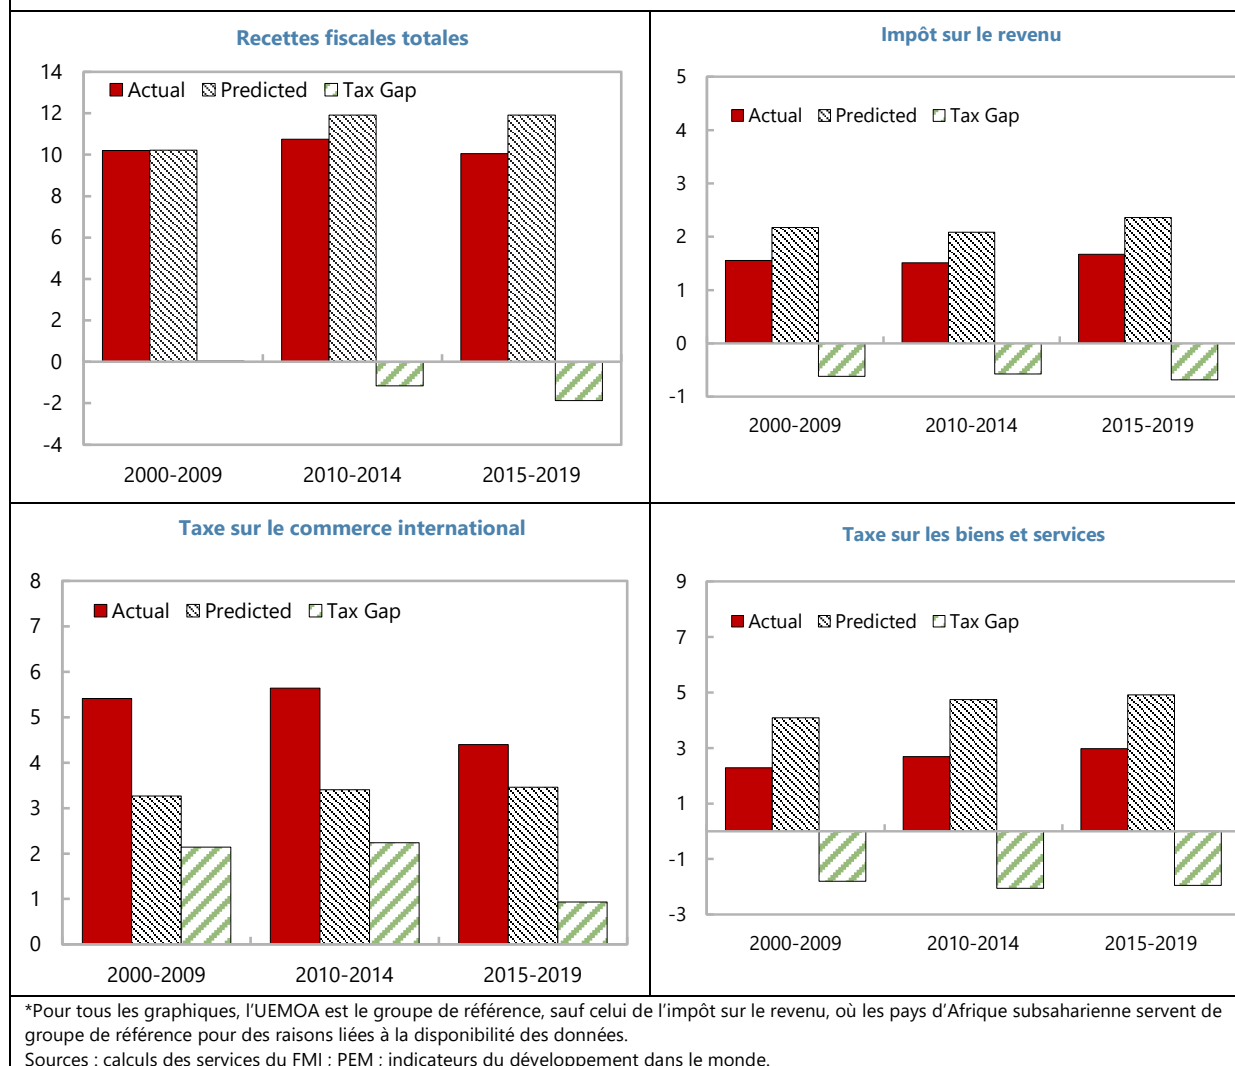 Recettes fiscales totales
14
12
10
8
6
4
2
0
-2
-4
Actual Predicted Tax Gap
2000-2009 2010-2014 2015-2019
Impôt sur le revenu
5
4
3
2
1
0
-1
Actual Predicted Tax Gap
2000-2009 2010-2014 2015-2019
Taxe sur le commerce international
8
7
6
5
4
3
2
1
0
Actual Predicted Tax Gap
2000-2009 2010-2014 2015-2019
Taxe sur les biens et services
9
7
5
3
1
-1
-3
Actual Predicted Tax Gap
2000-2009 2010-2014 2015-2019
*Pour tous les graphiques, l’UEMOA est le groupe de référence, sauf celui de l’impôt sur le revenu, où les pays d’Afrique subsaharienne servent de
groupe de référence pour des raisons liées à la disponibilité des données.
Sources : calculs des services du FMI ; PEM ; indicateurs du développement dans le monde.